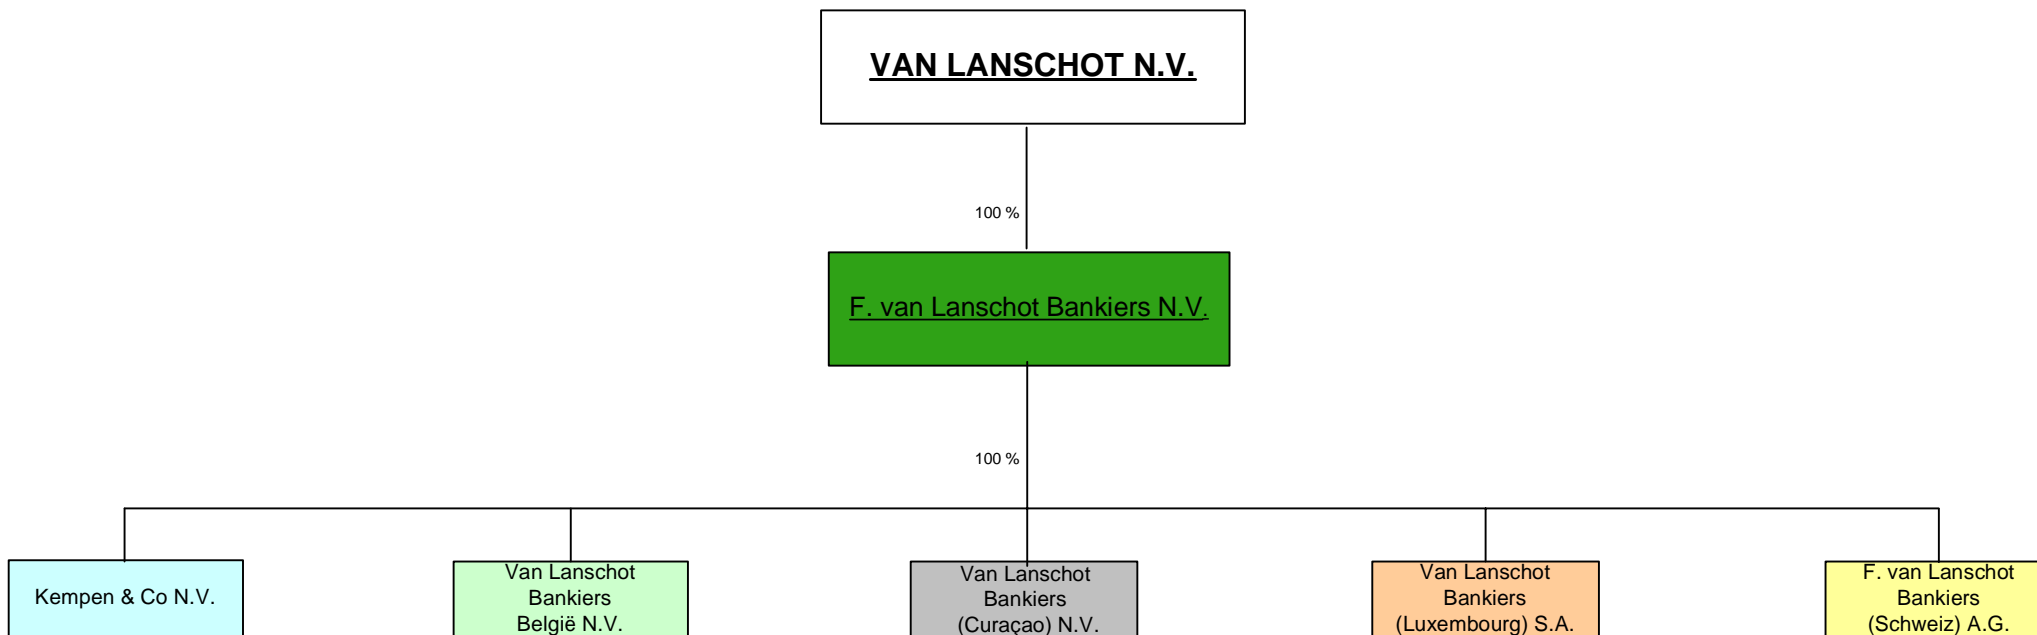 VAN LANSCHOT N.V.
100 %
F. van Lanschot Bankiers N.V.
100 %
Kempen & Co N.V.
Van Lanschot
Bankiers
België N.V.
Van Lanschot
Bankiers
(Curaçao) N.V.
Van Lanschot
Bankiers
(Luxembourg) S.A.
F. van Lanschot
Bankiers
(Schweiz) A.G.